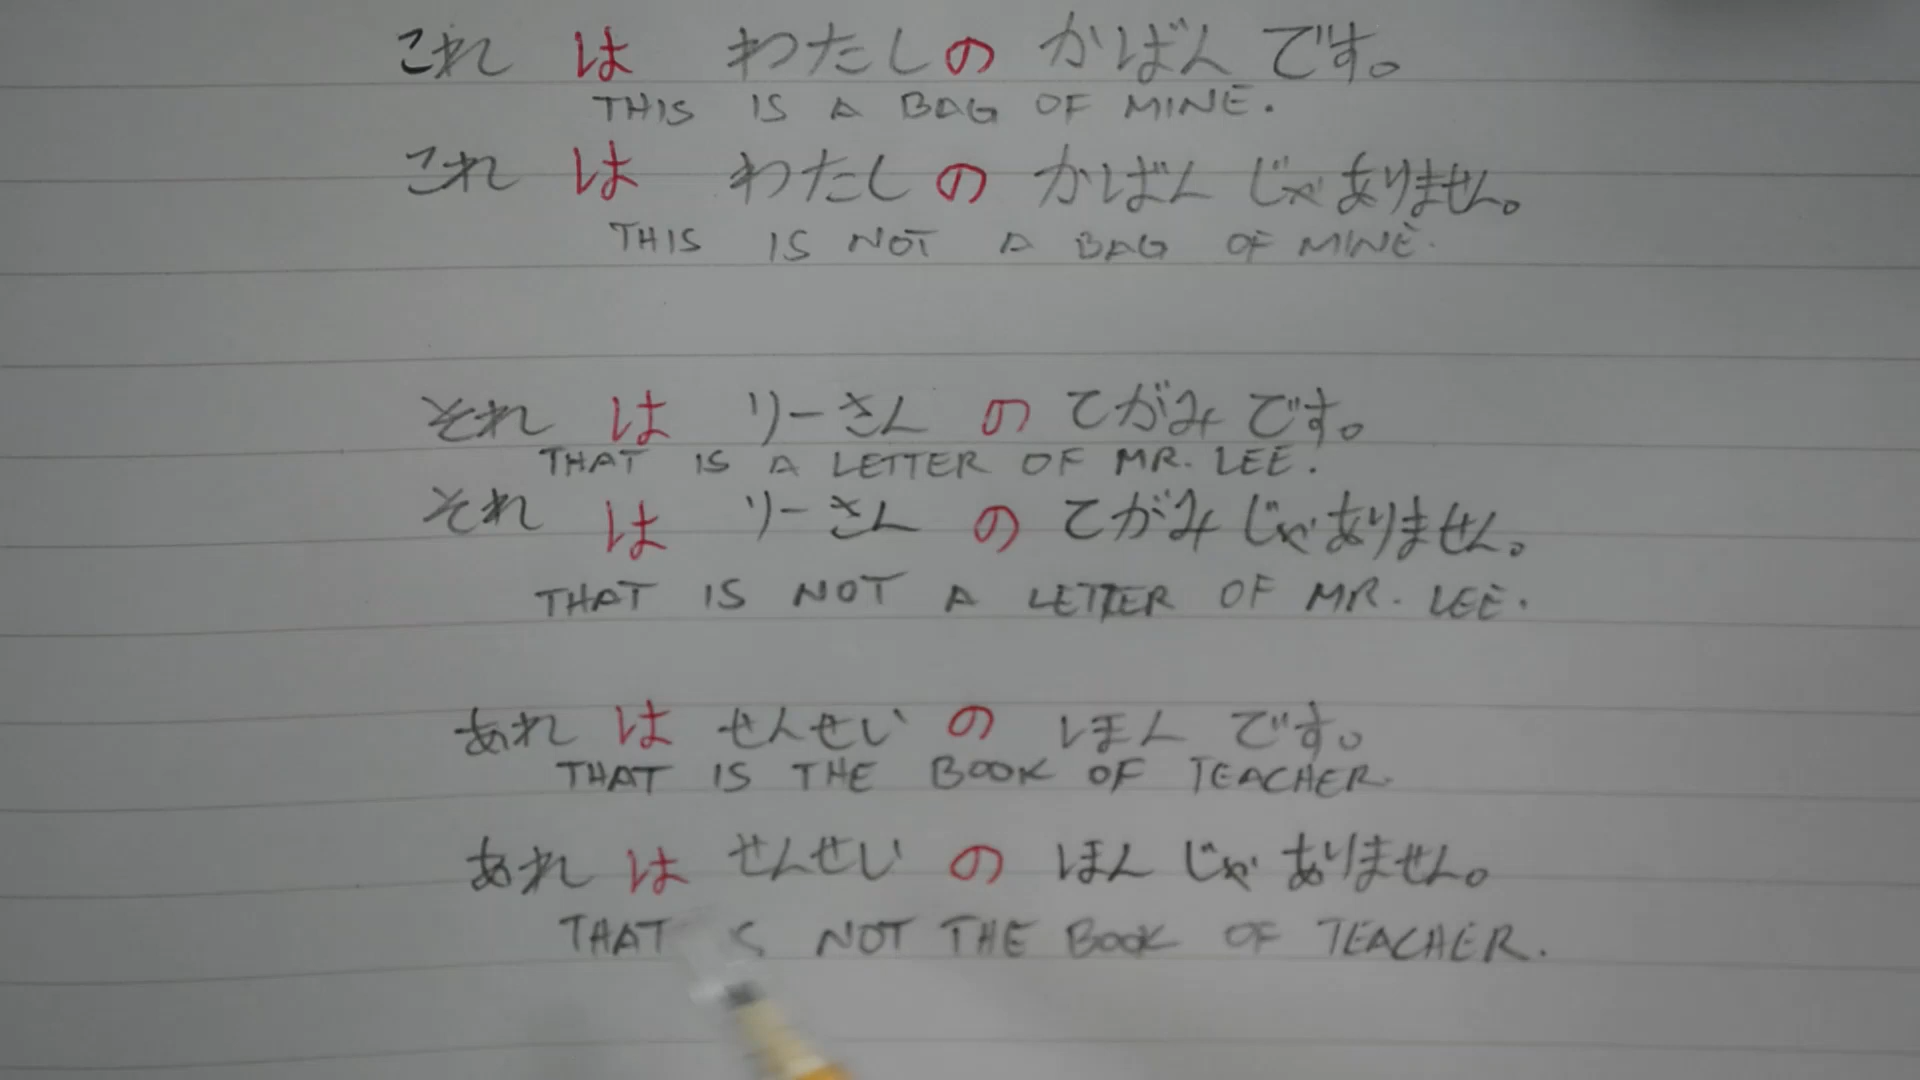 これ は わたしの かばん です。
THIS IS A BAG OF MINE.
これ は わたしの かばん じゃありません。
THIS IS NOT A BAG OF MINE.
それ は リーさん の てがみです。
THAT IS A LETTER OF MR. LEE.
それ は リーさん の てがみじゃありません。
THAT IS NOT A LETTER OF MR. LEE.
あれ は せんせい の ほん です。
THAT IS THE BOOK OF TEACHER.
あれ は せんせい の ほん じゃ ありません。
THAT NOT THE BOOK OF TEACHER.